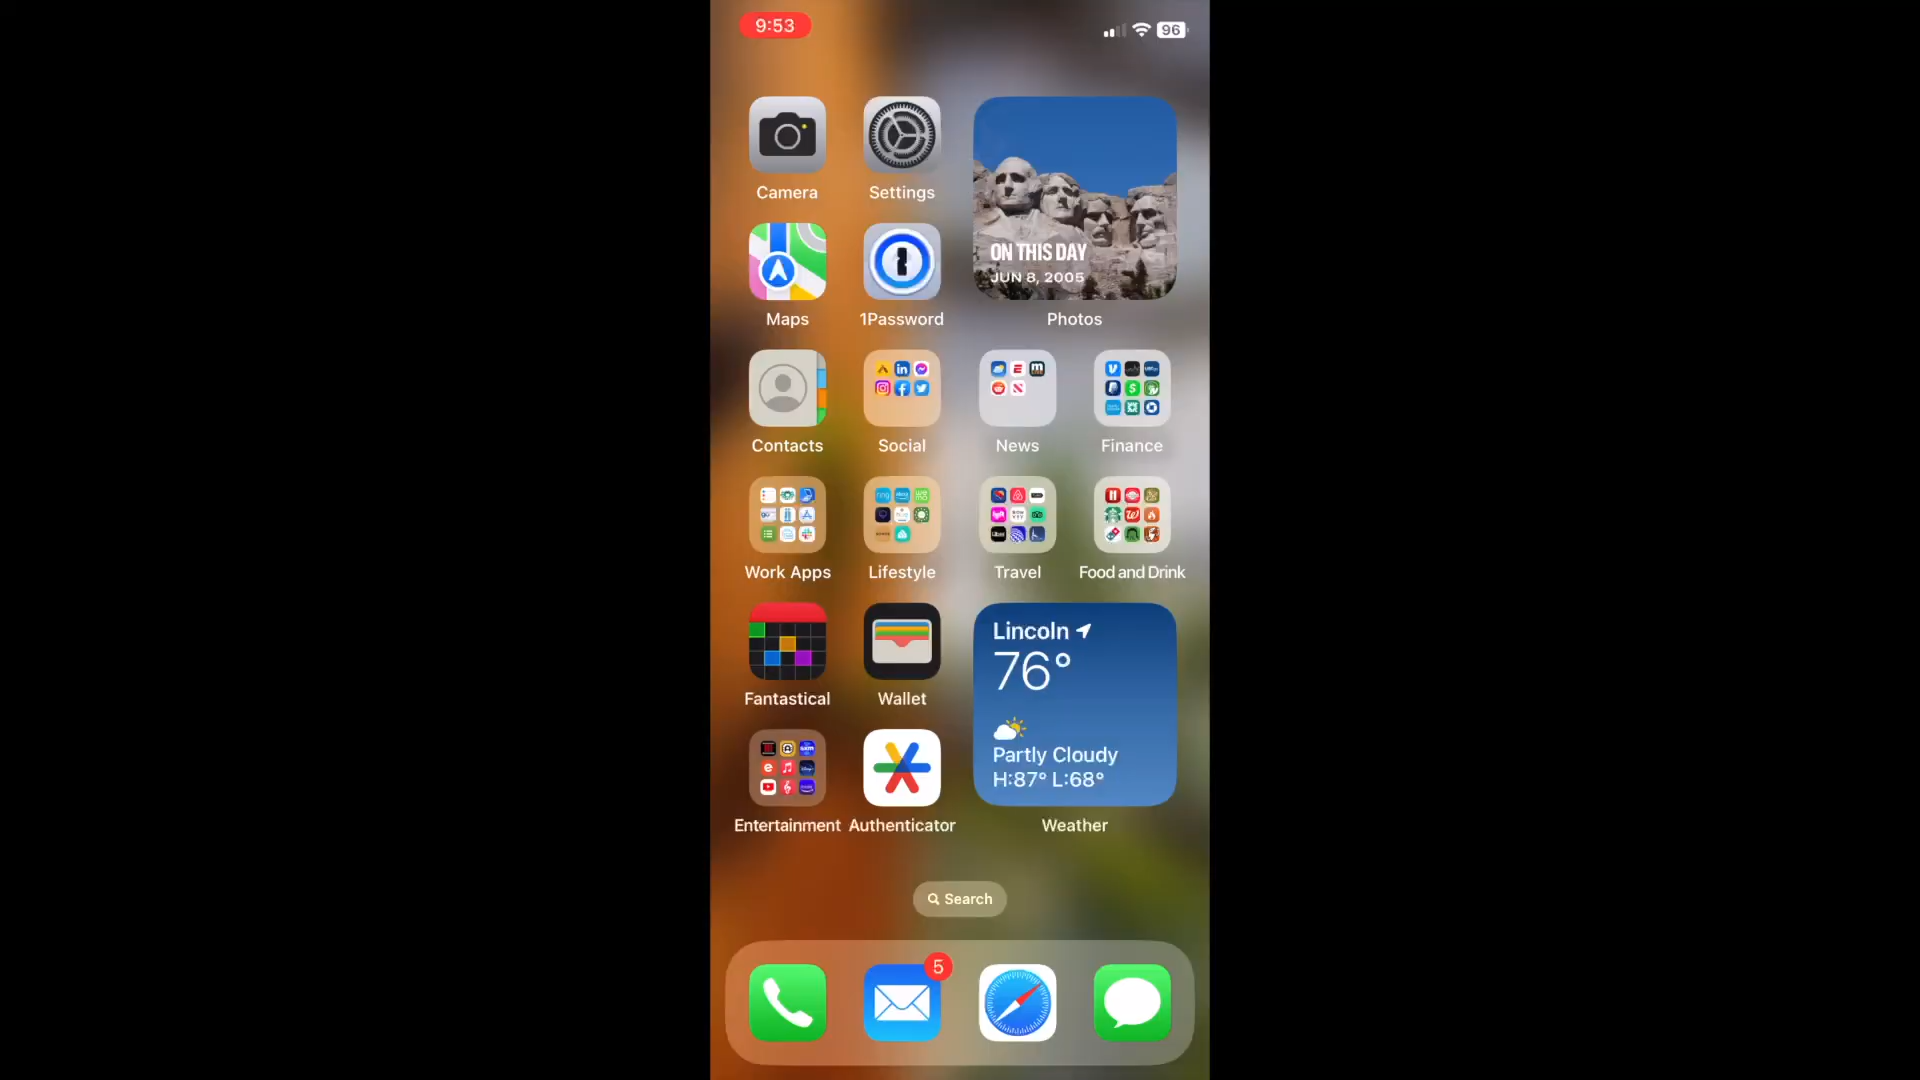 9:53
96
Camera
Settings
ON THIS DAY
JUN 8, 2005
Maps
1Password
Photos
Contacts
Social
News
Finance
Work Apps
Lifestyle
Travel
Food and Drink
Lincoln
76°
Partly Cloudy
H:87° L:68°
Fantastical
Wallet
Entertainment
Authenticator
Weather
Search
5